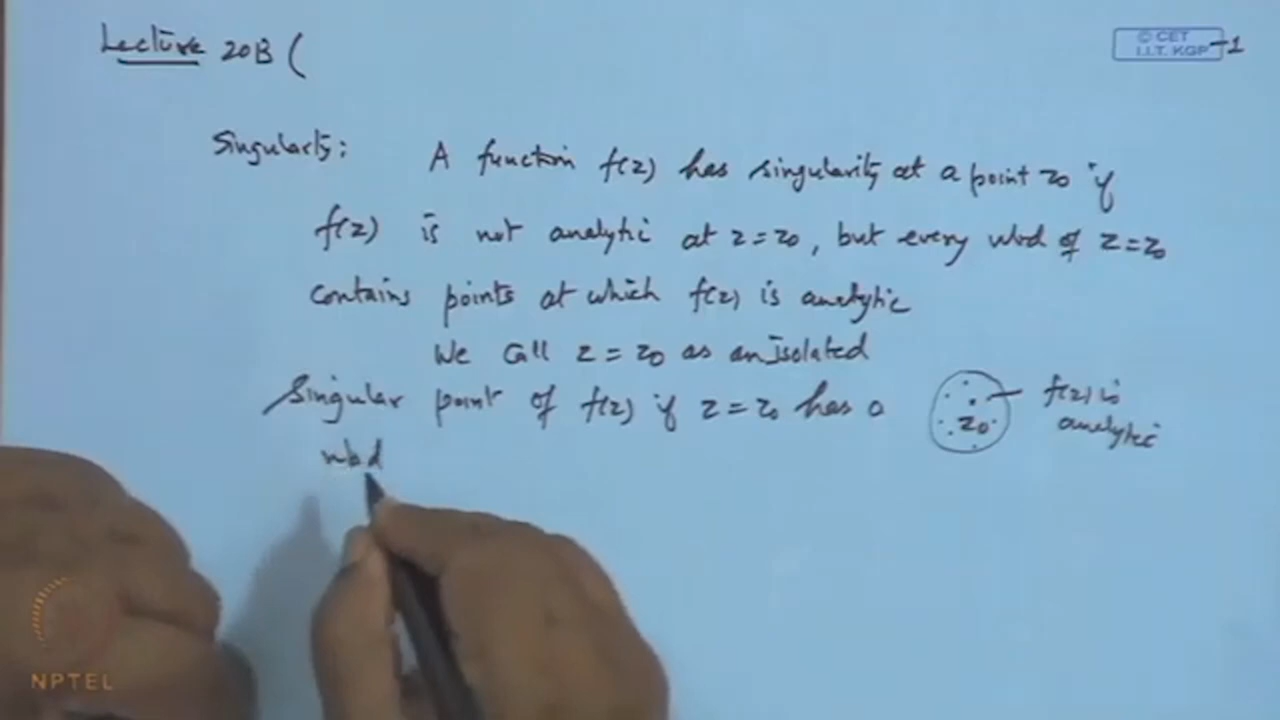 Lecture 20B (
© CET
I.I.T. KGP
-1
Singularity: A function f(z) has singularity at a point z0 if
f(z) is not analytic at z=z0, but every nbd of z=z0
contains points at which f(z) is analytic
We call z=z0 as an isolated
Singular point of f(z) if z=z0 has a
f(z) is
analytic
z0
nbd
NPTEL